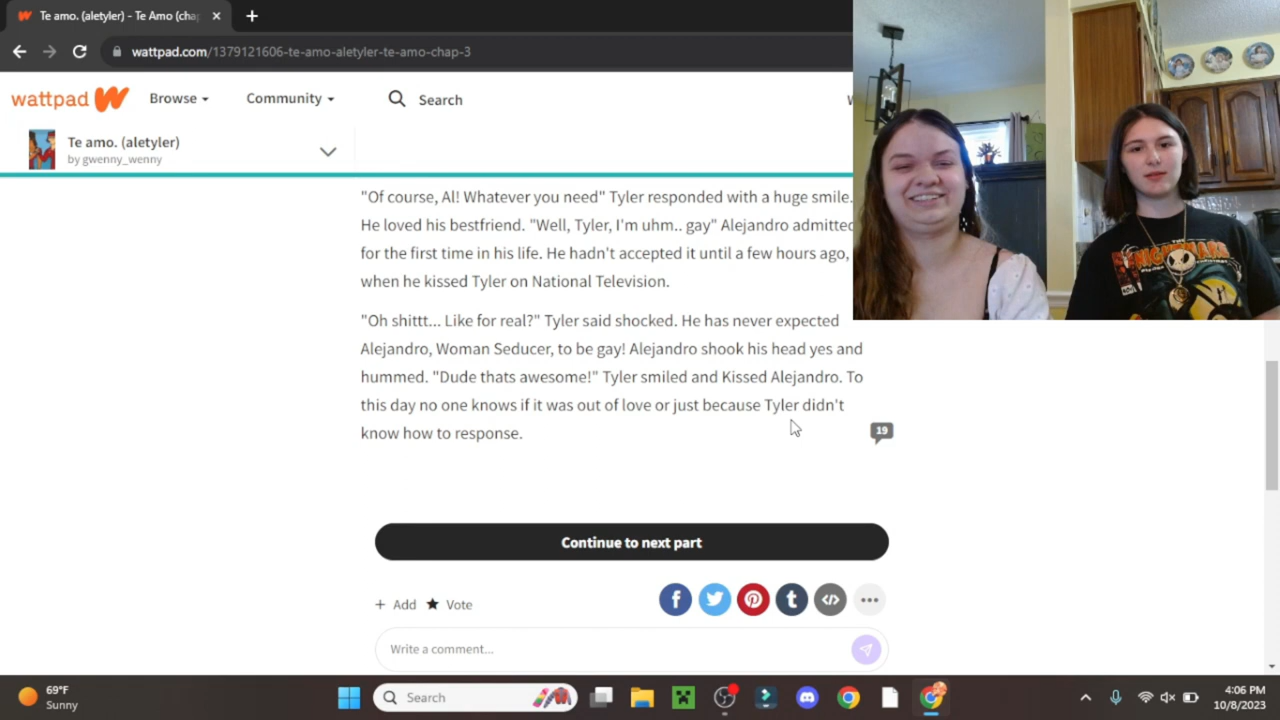 Te amo. (aletyler) - Te Amo (cha
wattpad.com/1379121606-te-amo-aletyler-te-amo-chap-3
wattpad
Browse
Community
Search
Te amo. (aletyler)
by gwenny_wenny
"Of course, Al! Whatever you need" Tyler responded with a huge smile.
He loved his bestfriend. "Well, Tyler, I'm uhm.. gay" Alejandro admitted
for the first time in his life. He hadn't accepted it until a few hours ago,
when he kissed Tyler on National Television.
"Oh shittt... Like for real?" Tyler said shocked. He has never expected
Alejandro, Woman Seducer, to be gay! Alejandro shook his head yes and
hummed. "Dude thats awesome!" Tyler smiled and Kissed Alejandro. To
this day no one knows if it was out of love or just because Tyler didn't
know how to response.
19
Continue to next part
+ Add ★ Vote
Write a comment...
69°F
Sunny
Search
4:06 PM
10/8/2023
NIGHTMARE